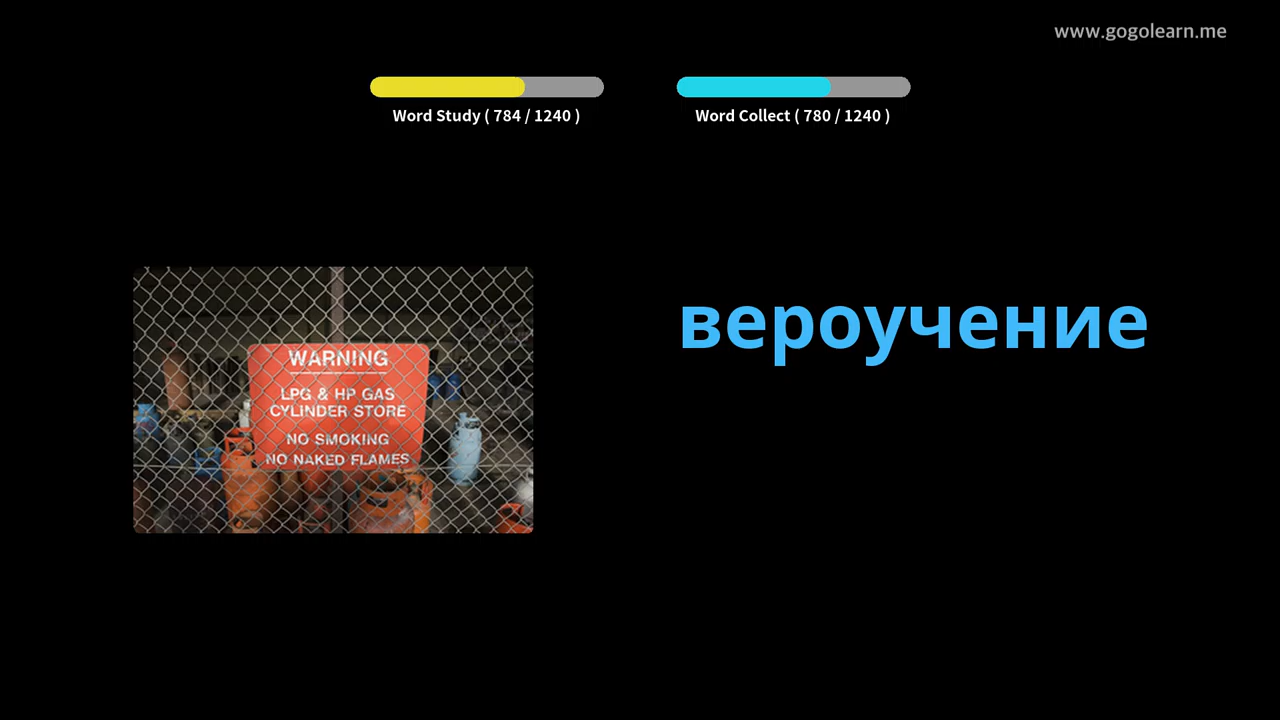 www.gogolearn.me
Word Study ( 784 / 1240 )
Word Collect ( 780 / 1240 )
вероучение
WARNING
LPG & HP GAS
CYLINDER STORE
NO SMOKING
NO NAKED FLAMES